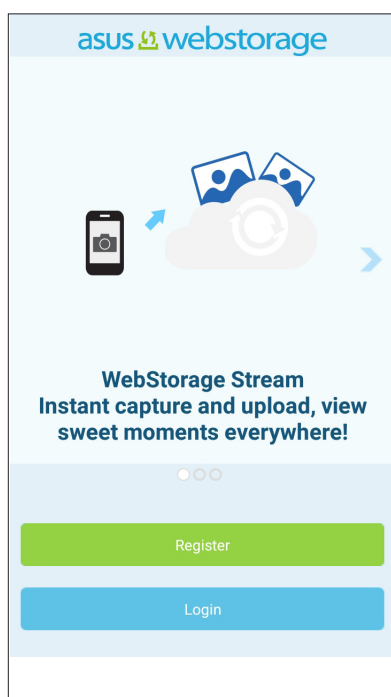 asus webstorage
WebStorage Stream
Instant capture and upload, view
sweet moments everywhere!
Register
Login